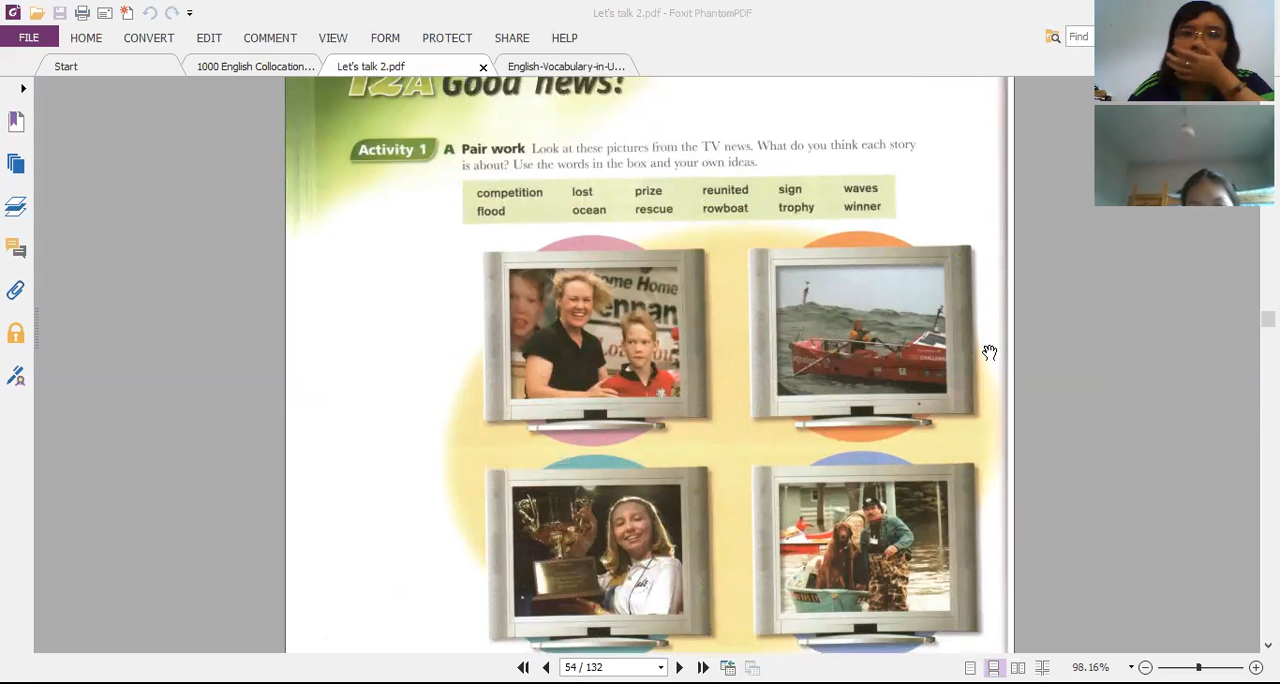 Let's talk 2.pdf - Foxit PhantomPDF
FILE HOME CONVERT EDIT COMMENT VIEW FORM PROTECT SHARE HELP
Find
Start 1000 English Collocation... Let's talk 2.pdf English-Vocabulary-in-U...
12A Good news!
Activity 1 A Pair work Look at these pictures from the TV news. What do you think each story
is about? Use the words in the box and your own ideas.
competition lost prize reunited sign waves
flood ocean rescue rowboat trophy winner
ome Home
ennan
54 / 132
98.16%